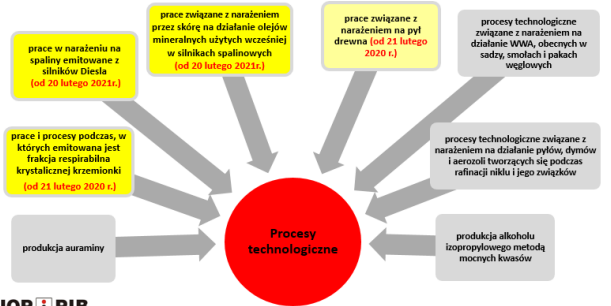 prace związane z narażeniem
przez skórę na działanie olejów
mineralnych użytych wcześniej
w silnikach spalinowych
(od 20 lutego 2021r.)
prace związane z
narażeniem na pył
drewna (od 21 lutego
2020 r.)
procesy technologiczne
związane z narażeniem na
działanie WWA, obecnych w
sadzy, smołach i pakach
węglowych
prace w narażeniu na
spaliny emitowane z
silników Diesla
(od 20 lutego 2021r.)
prace i procesy podczas, w
których emitowana jest
frakcja respirabilna
krystalicznej krzemionki
(od 21 lutego 2020 r.)
procesy technologiczne związane z
narażeniem na działanie pyłów, dymów
i aerozoli tworzących się podczas
rafinacji niklu i jego związków
produkcja auraminy
Procesy
technologiczne
produkcja alkoholu
izopropylowego metodą
mocnych kwasów